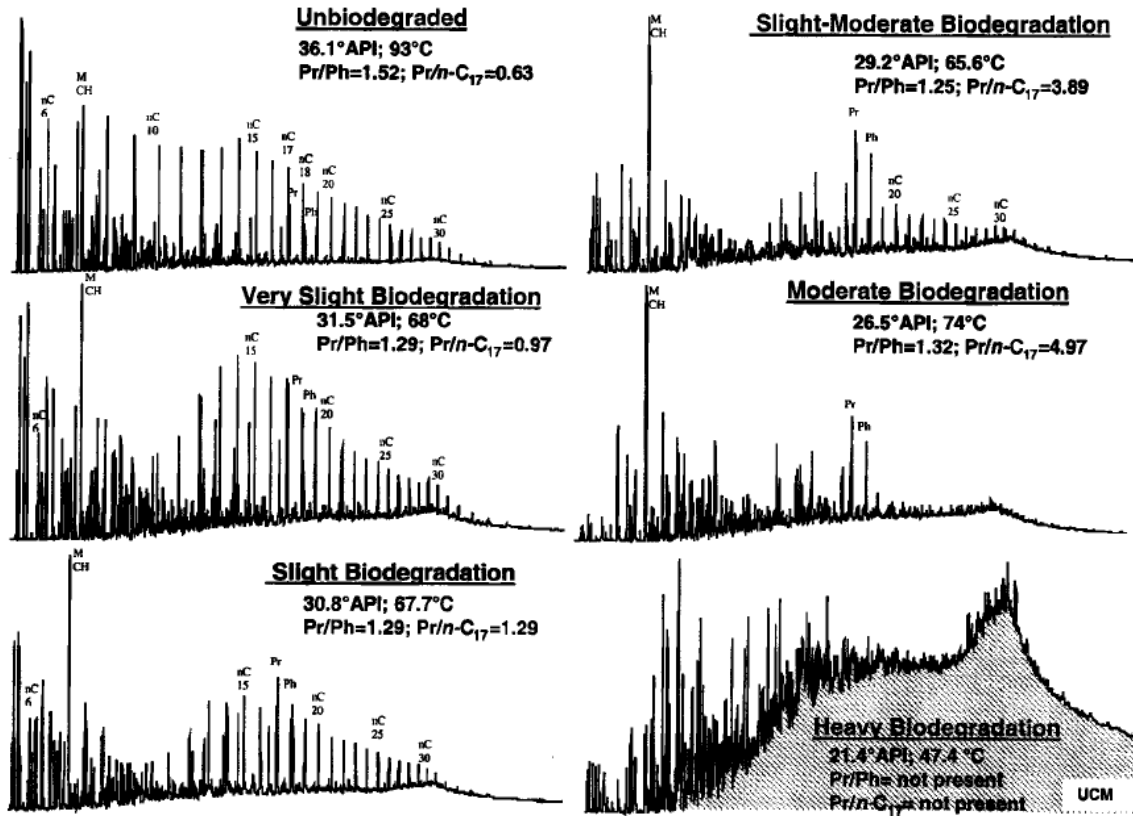 Unbiodegraded
36.1°API; 93°C
Pr/Ph=1.52; Pr/n-C17=0.63
nC
6
M
CH
nC
10
nC
15
nC
17
nC
18
Pr
Ph
nC
20
nC
25
nC
30
Very Slight Biodegradation
31.5°API; 68°C
Pr/Ph=1.29; Pr/n-C17=0.97
nC
6
M
CH
nC
15
Pr
Ph
nC
20
nC
25
nC
30
Slight Biodegradation
30.8°API; 67.7°C
Pr/Ph=1.29; Pr/n-C17=1.29
nC
6
M
CH
nC
15
Pr
Ph
nC
20
nC
25
nC
30
Slight-Moderate Biodegradation
29.2°API; 65.6°C
Pr/Ph=1.25; Pr/n-C17=3.89
M
CH
Pr
Ph
nC
20
nC
25
nC
30
Moderate Biodegradation
26.5°API; 74°C
Pr/Ph=1.32; Pr/n-C17=4.97
M
CH
Pr
Ph
Heavy Biodegradation
21.4°API; 47.4 °C
Pr/Ph= not present
Pr/n-C17= not present
UCM